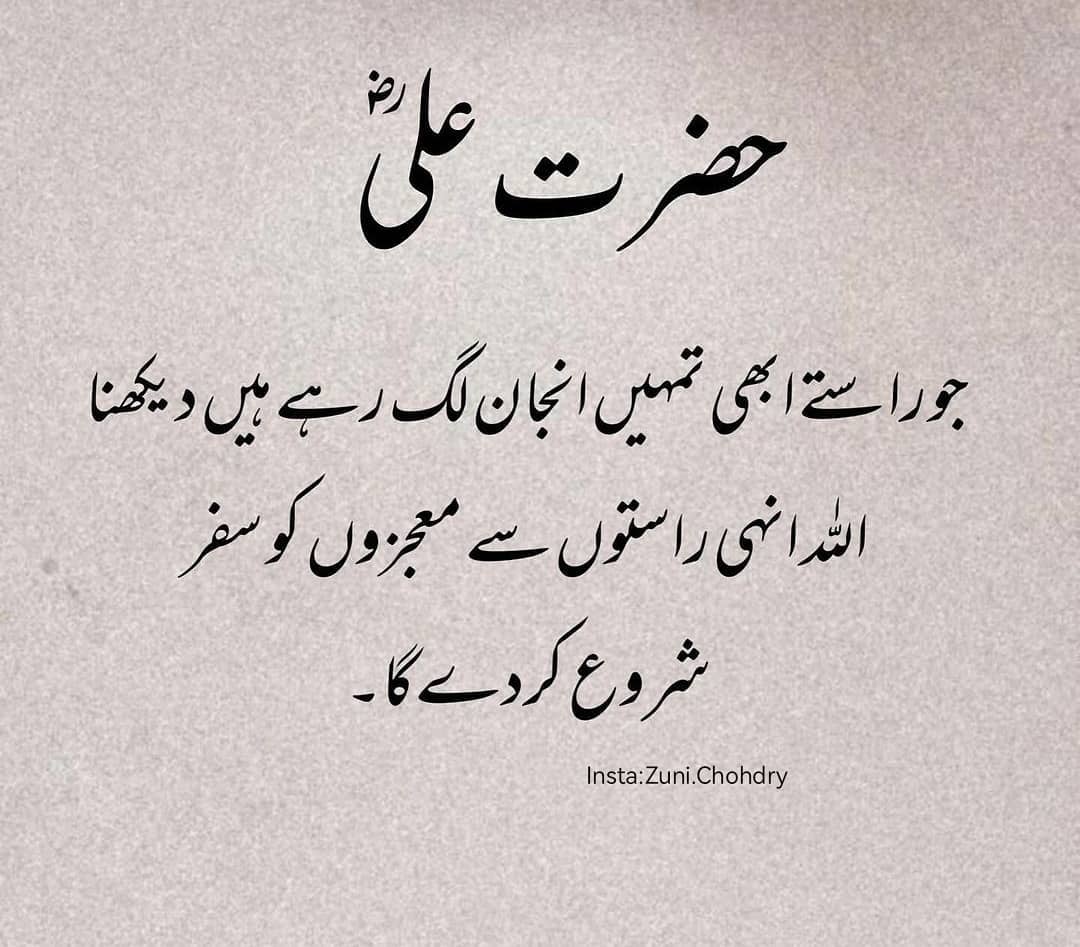 حضرت علیؓ
جو راستے ابھی تمہیں انجان لگ رہے ہیں دیکھنا
اللہ انہی راستوں سے معجزوں کو سفر
شروع کر دے گا۔
Insta:Zuni.Chohdry